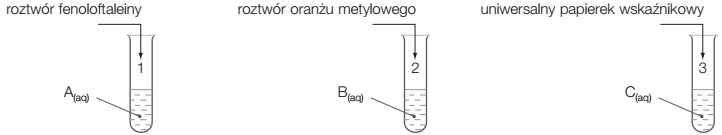 roztwór fenoloftaleiny roztwór oranżu metylowego uniwersalny papierek wskaźnikowy
1 2 3
A(aq) B(aq) C(aq)